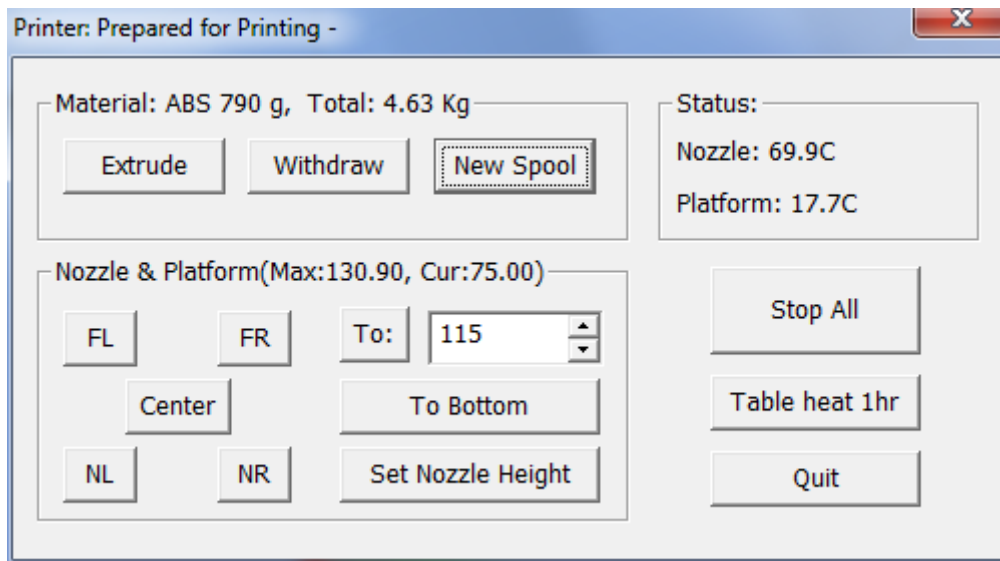 Printer: Prepared for Printing -
Material: ABS 790 g, Total: 4.63 Kg
Extrude Withdraw New Spool
Status:
Nozzle: 69.9C
Platform: 17.7C
Nozzle & Platform(Max:130.90, Cur:75.00)
FL FR To: 115
Center To Bottom
NL NR Set Nozzle Height
Stop All
Table heat 1hr
Quit